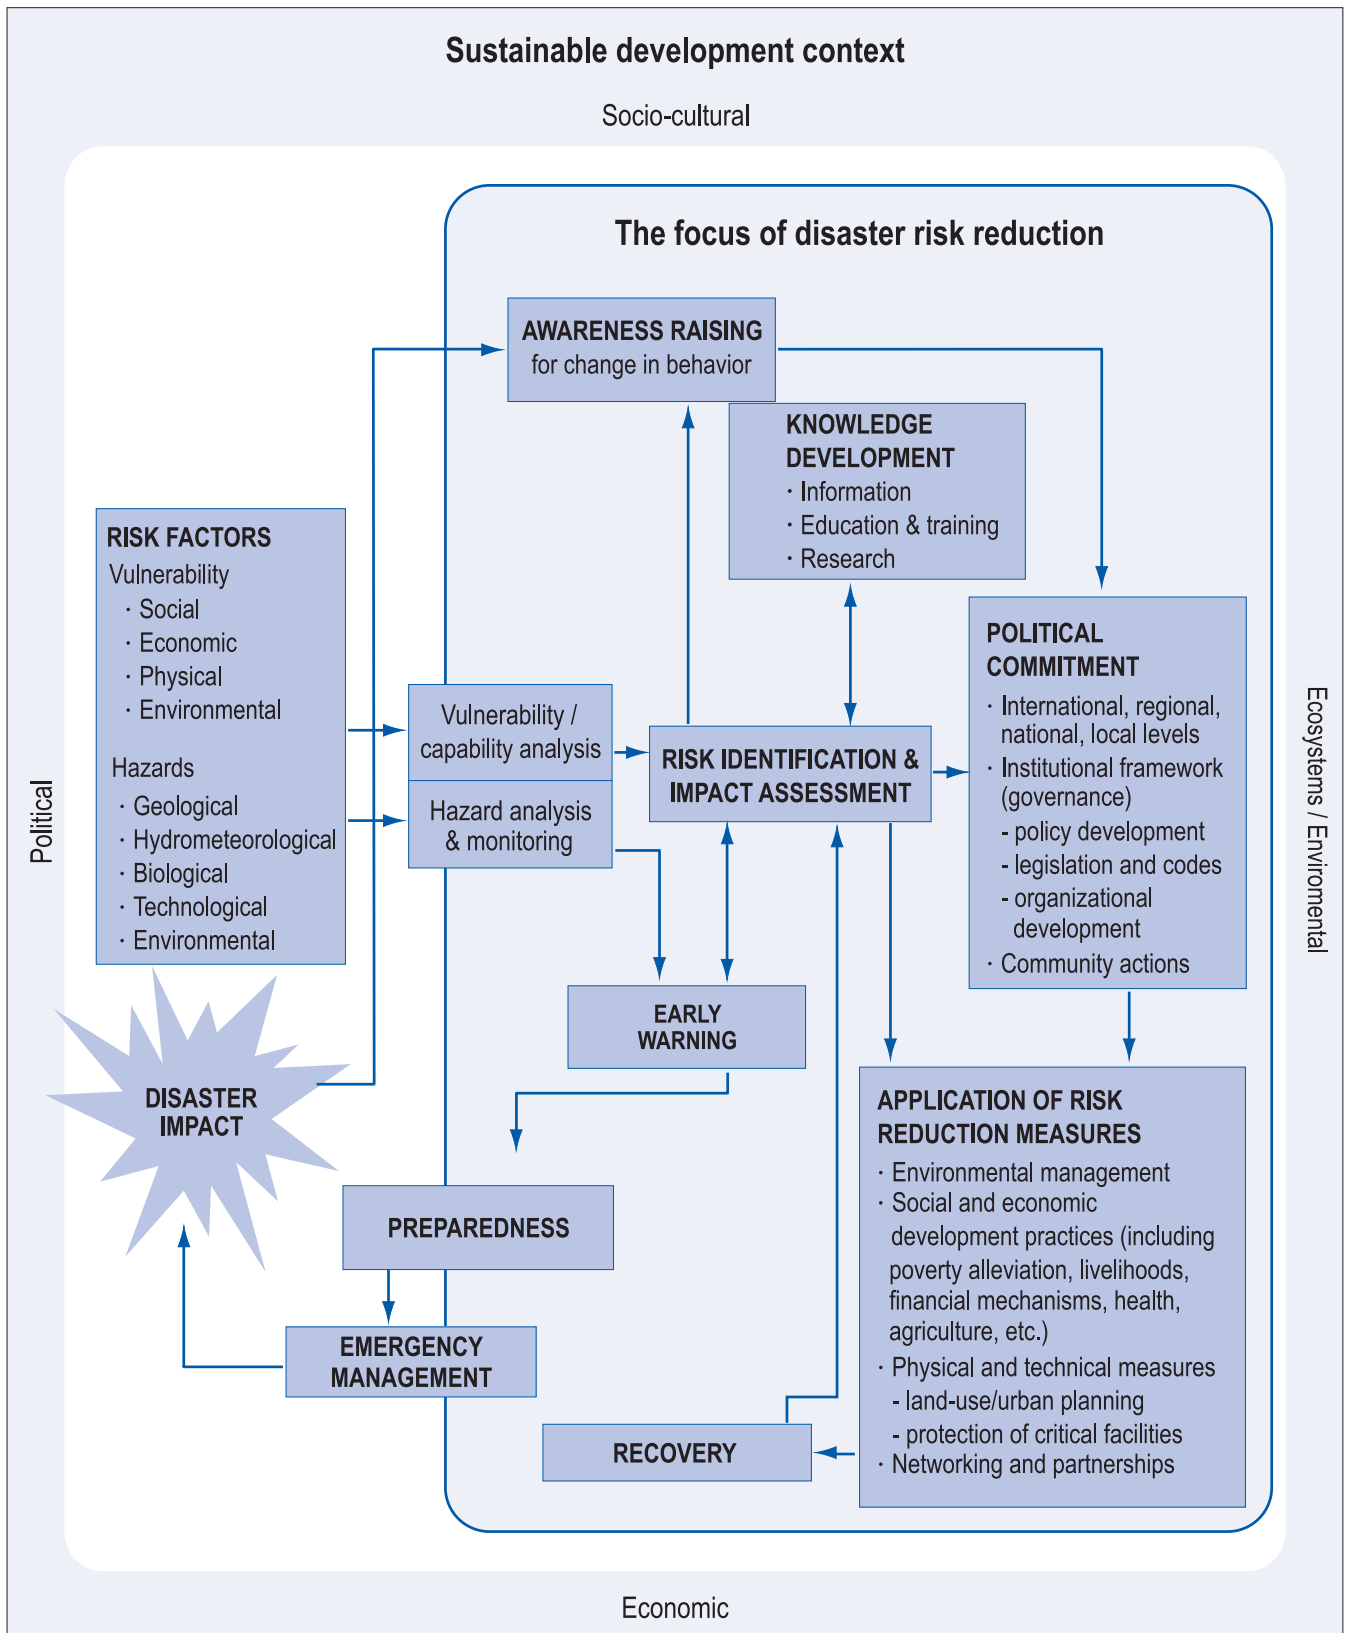 Sustainable development context
Socio-cultural
The focus of disaster risk reduction
AWARENESS RAISING
for change in behavior
KNOWLEDGE
DEVELOPMENT
· Information
· Education & training
· Research
RISK FACTORS
Vulnerability
· Social
· Economic
· Physical
· Environmental
Hazards
· Geological
· Hydrometeorological
· Biological
· Technological
· Environmental
Vulnerability /
capability analysis
Hazard analysis
& monitoring
RISK IDENTIFICATION &
IMPACT ASSESSMENT
POLITICAL
COMMITMENT
· International, regional,
national, local levels
· Institutional framework
(governance)
- policy development
- legislation and codes
- organizational
development
· Community actions
Political
Ecosystems / Enviromental
EARLY
WARNING
DISASTER
IMPACT
APPLICATION OF RISK
REDUCTION MEASURES
· Environmental management
· Social and economic
development practices (including
poverty alleviation, livelihoods,
financial mechanisms, health,
agriculture, etc.)
· Physical and technical measures
- land-use/urban planning
- protection of critical facilities
· Networking and partnerships
PREPAREDNESS
EMERGENCY
MANAGEMENT
RECOVERY
Economic